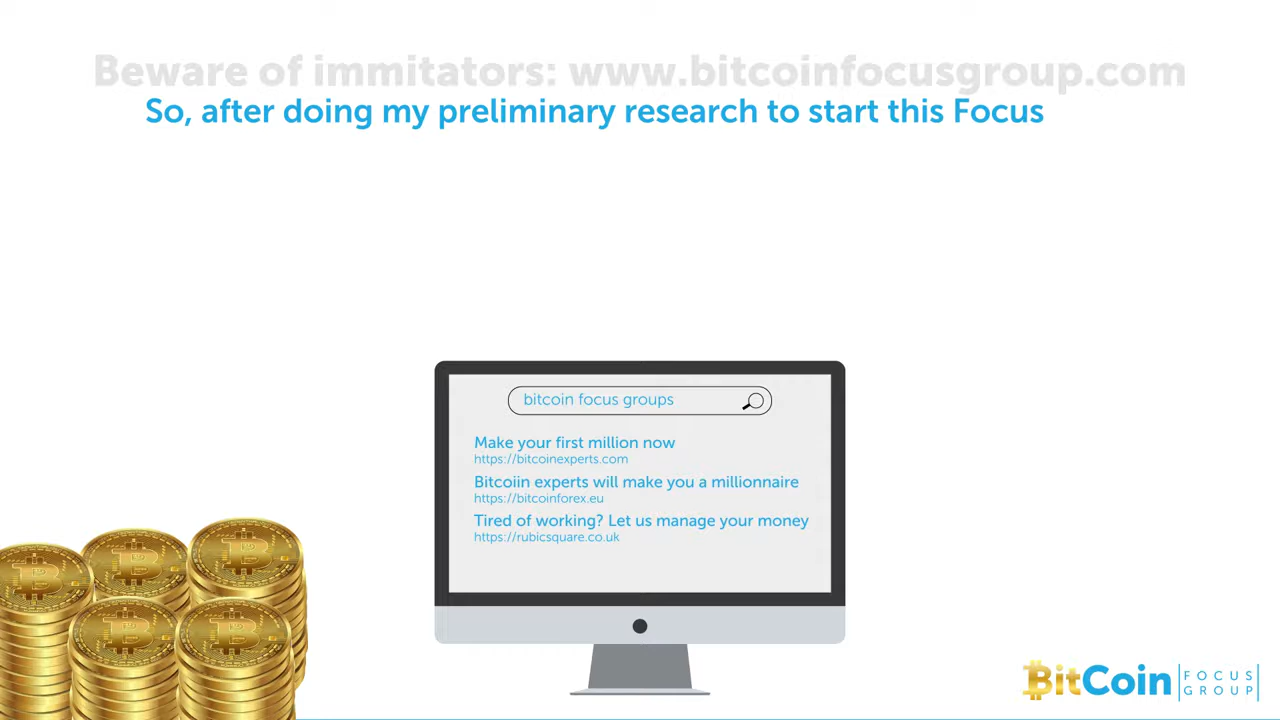 Beware of immitators: www.bitcoinfocusgroup.com
So, after doing my preliminary research to start this Focus
bitcoin focus groups
Make your first million now
https://bitcoinexperts.com
Bitcoiin experts will make you a millionnaire
https://bitcoinforex.eu
Tired of working? Let us manage your money
https://rubicsquare.co.uk
BitCoin
FOCUS
GROUP